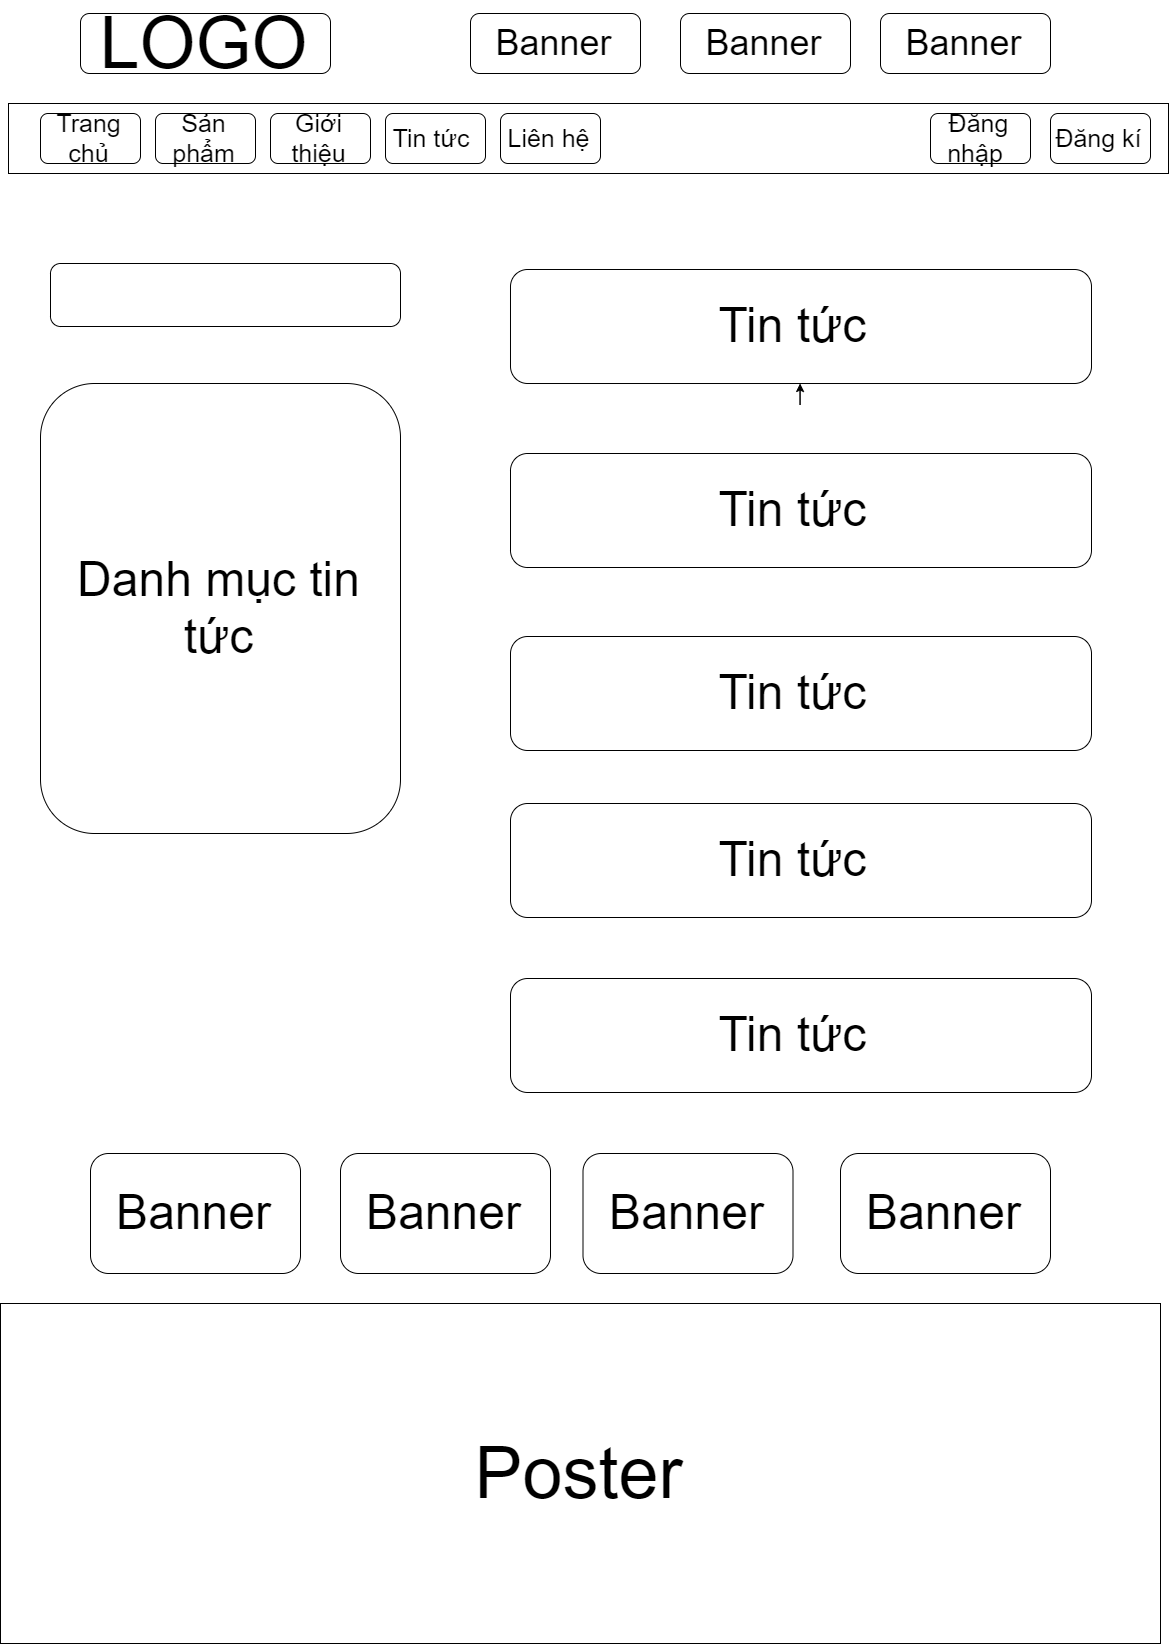 LOGO
Banner
Banner
Banner
Trang
chủ
Sản
phẩm
Giới
thiệu
Tin tức
Liên hệ
Đăng
nhập
Đăng kí
Tin tức
Danh mục tin
tức
Tin tức
Tin tức
Tin tức
Tin tức
Banner
Banner
Banner
Banner
Poster